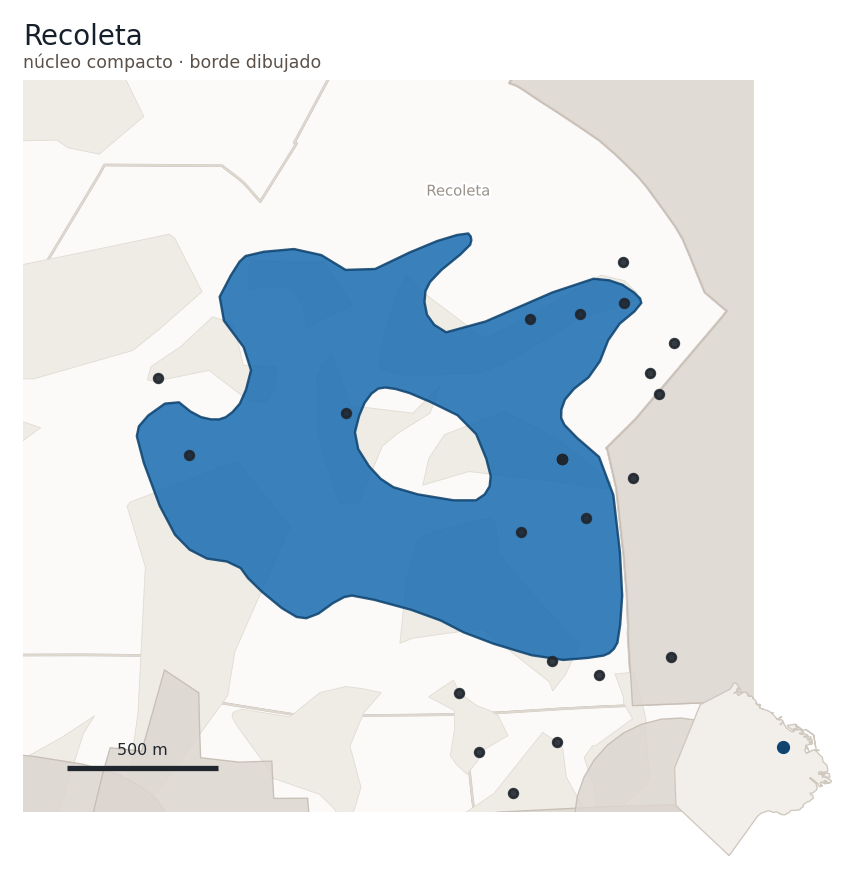 Recoleta
núcleo compacto · borde dibujado
Recoleta
500 m